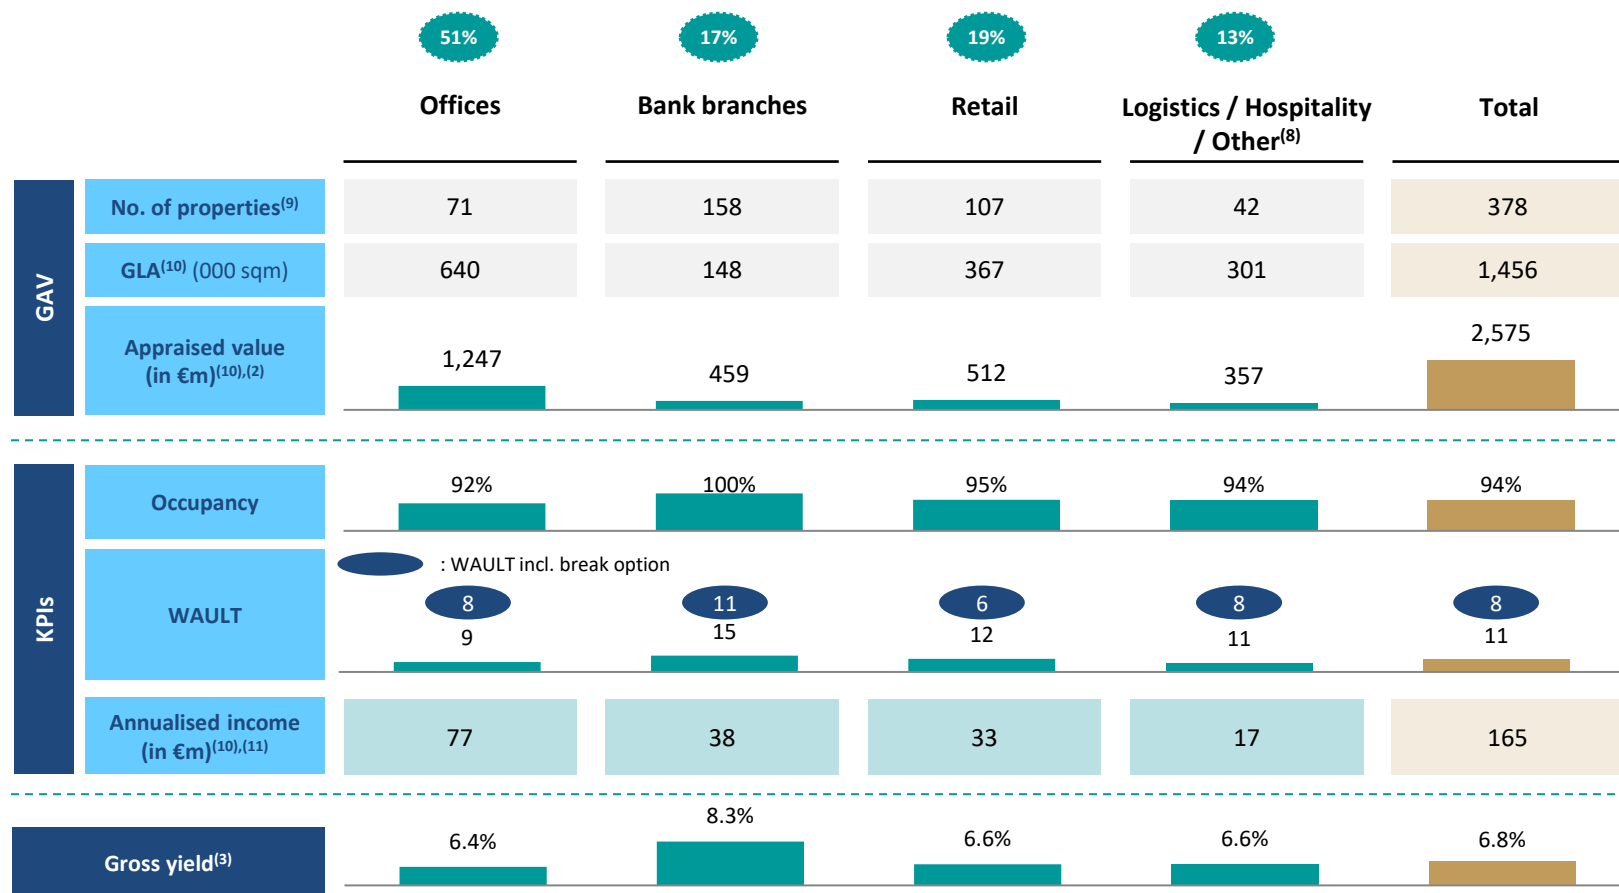 51% 17% 19% 13%
Offices Bank branches Retail Logistics / Hospitality / Other(8) Total
GAV
No. of properties(9) 71 158 107 42 378
GLA(10) (000 sqm) 640 148 367 301 1,456
Appraised value
(in €m)(10),(2) 1,247 459 512 357 2,575
KPIs
Occupancy 92% 100% 95% 94% 94%
: WAULT incl. break option
WAULT
8 11 6 8 8
9 15 12 11 11
Annualised income
(in €m)(10),(11) 77 38 33 17 165
Gross yield(3) 6.4% 8.3% 6.6% 6.6% 6.8%